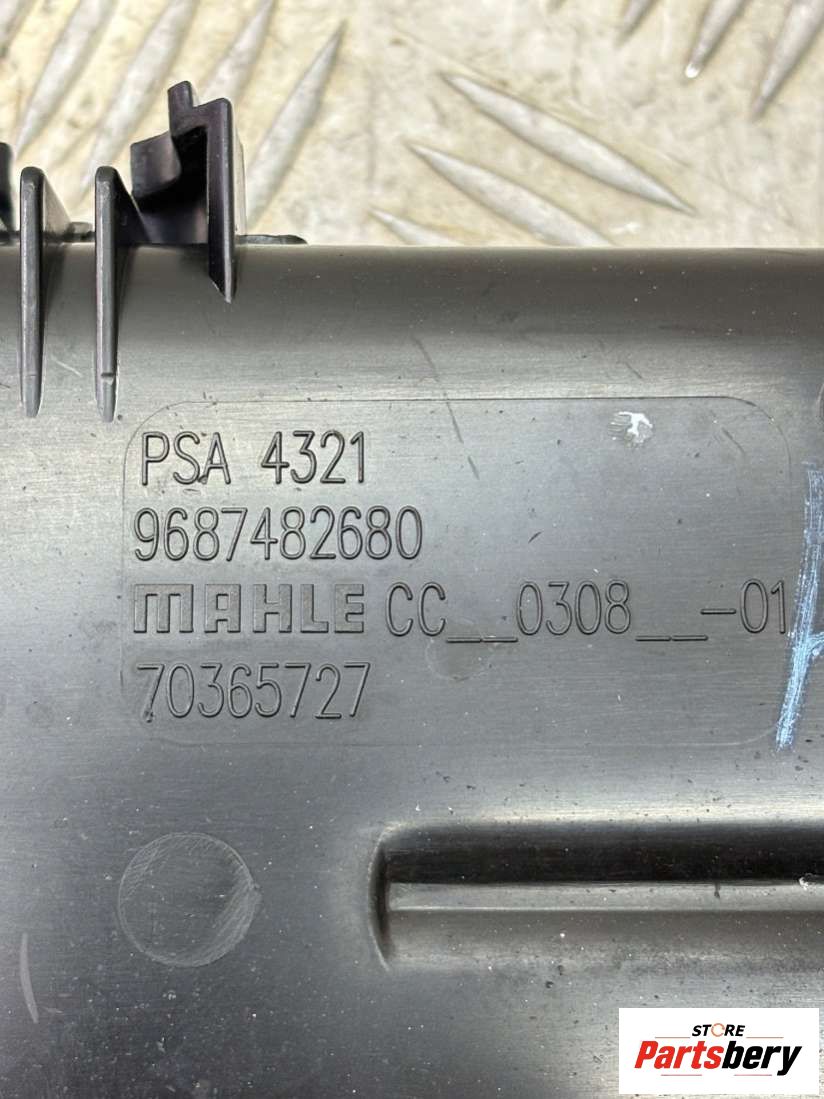 PSA 4321
9687482680
MAHLE CC__0308__-01
70365727
STORE
Partsbery